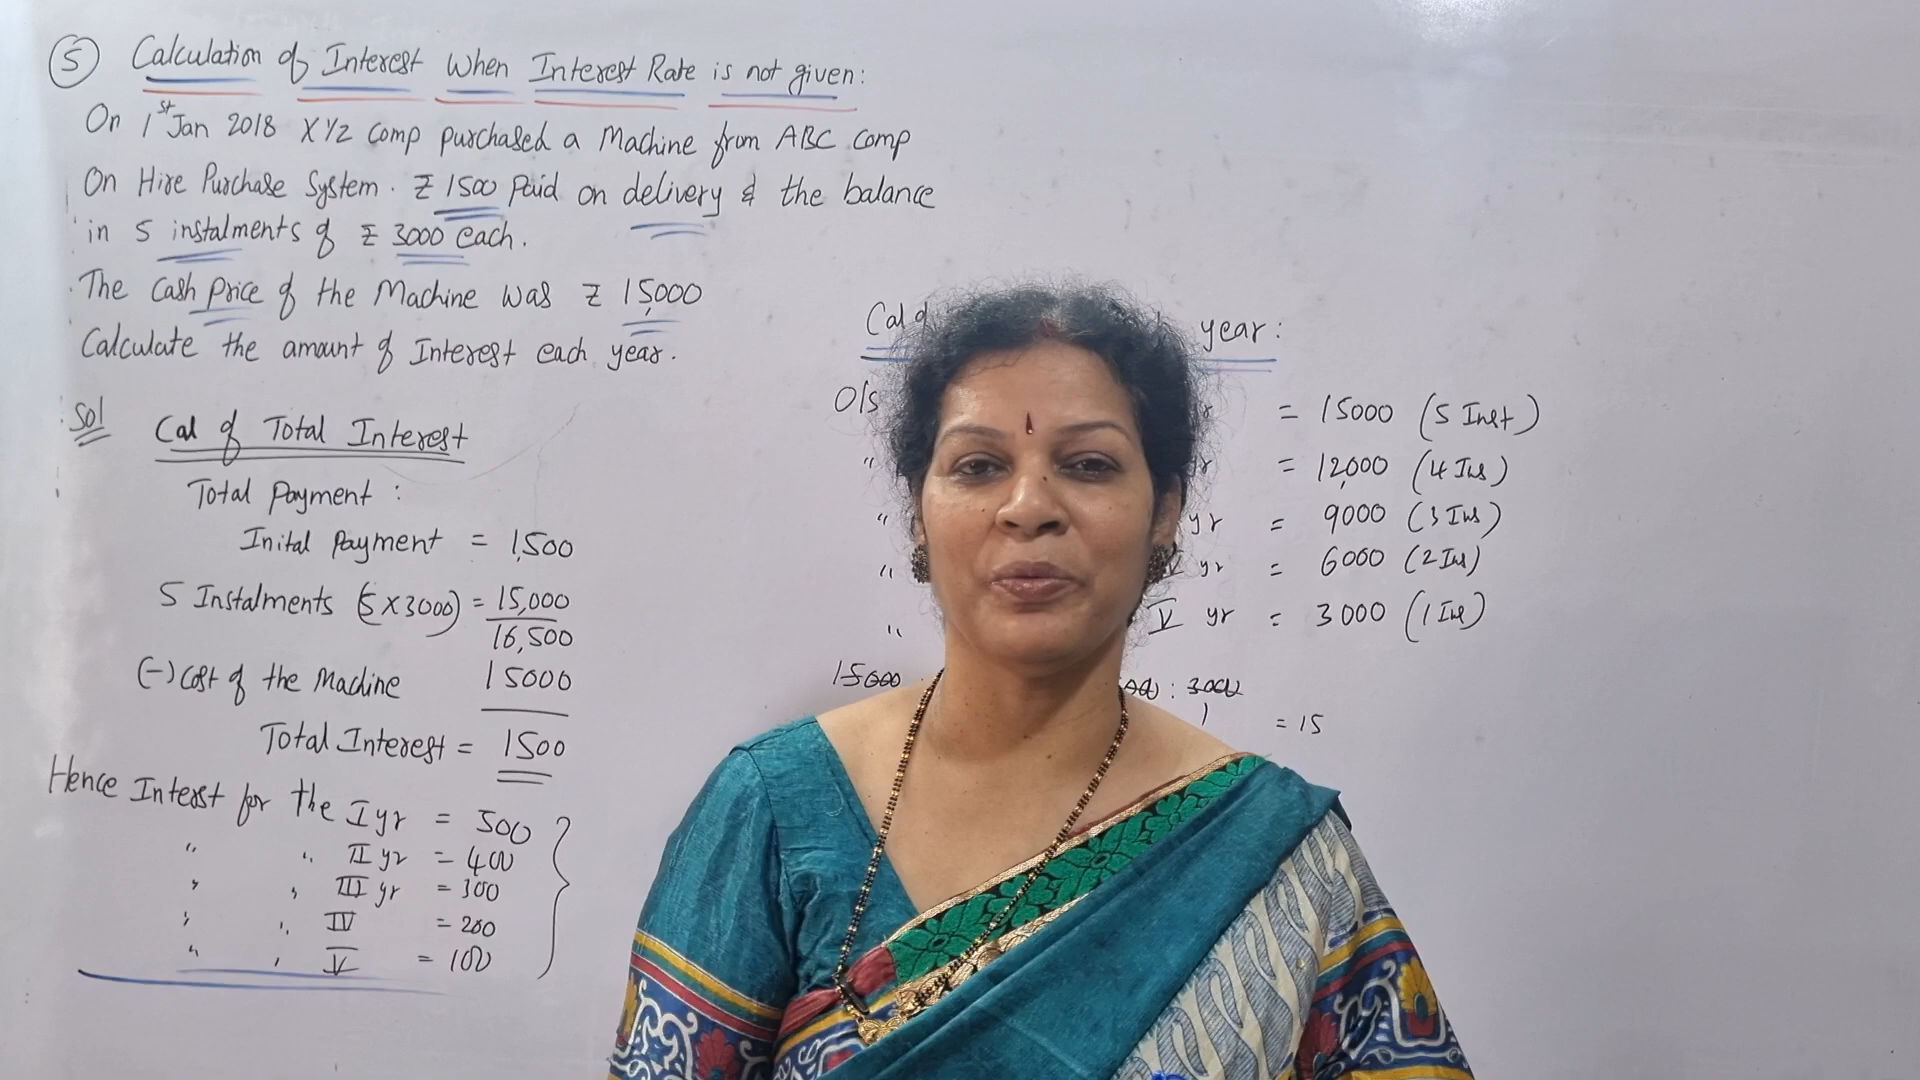 5 Calculation of Interest when Interest Rate is not given:
On 1st Jan 2018 XYZ Comp purchased a Machine from ABC Comp
On Hire Purchase System. ₹ 1500 Paid on delivery & the balance
in 5 instalments of ₹ 3000 each.
The Cash Price of the Machine was ₹ 15,000
Calculate the amount of Interest each year.
Sol
Cal of Total Interest
Total Payment :
Inital Payment = 1,500
5 Instalments (5 X 3000) = 15,000
16,500
(-) Cost of the Machine 15000
Total Interest = 1500
Hence Interst for the I yr = 500
" " II yr = 400
" " III yr = 300
" " IV = 200
" " V = 100
Cal of year :
O/s = 15000 (5 Inst)
" = 12,000 (4 Ins)
" yr = 9000 (3 Ins)
" yr = 6000 (2 Ins)
" V yr = 3000 (1 Ins)
15000 : 3000
1 = 15